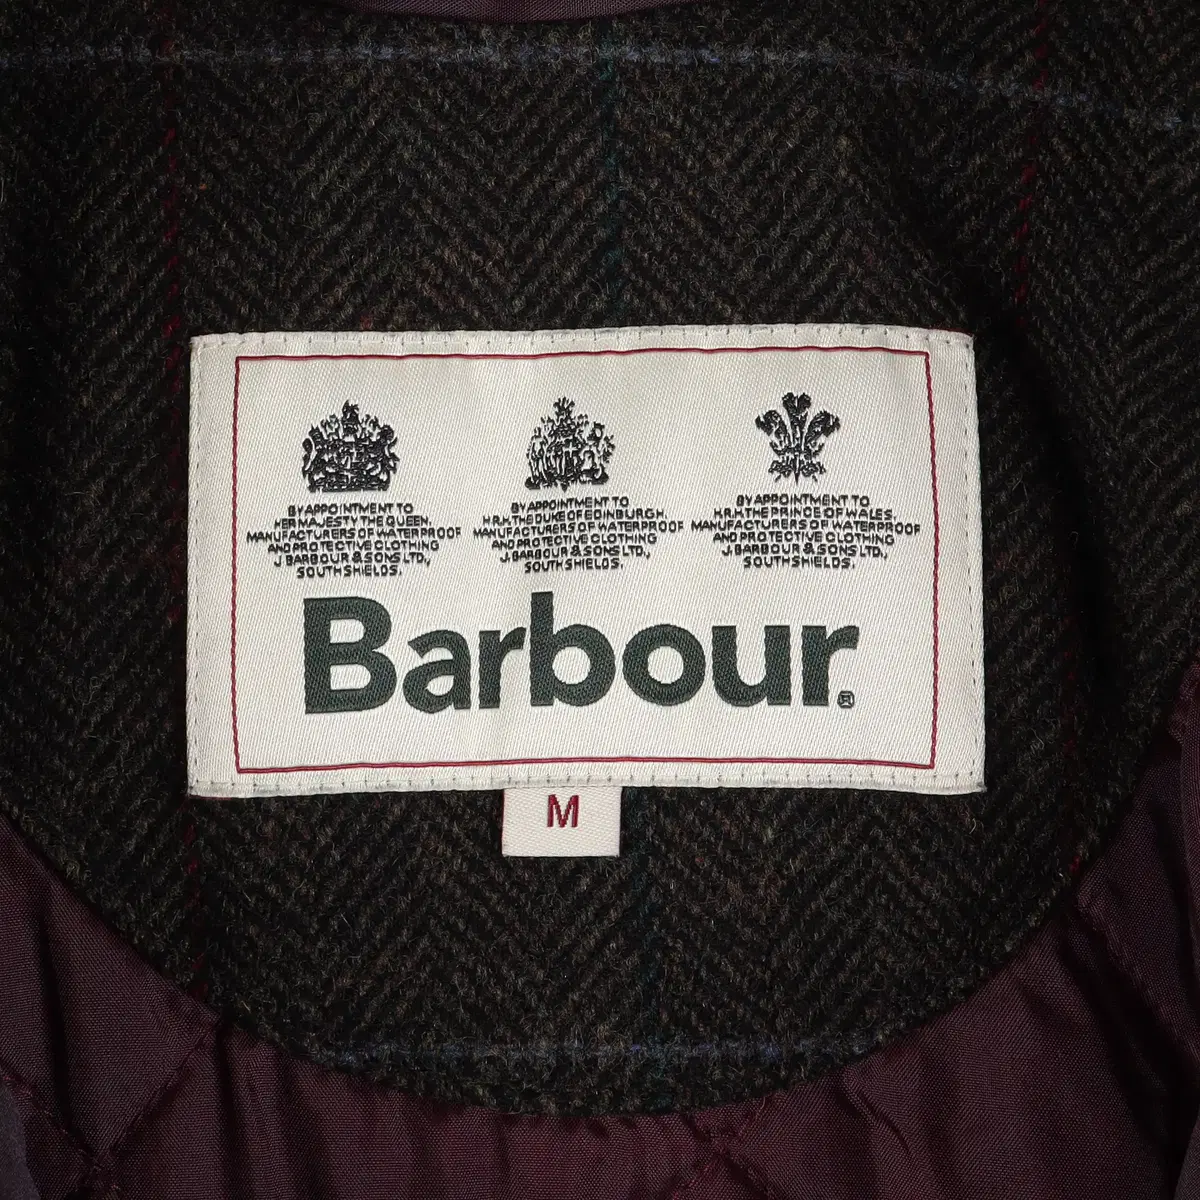 BY APPOINTMENT TO
HER MAJESTY THE QUEEN.
MANUFACTURERS OF WATERPROOF
AND PROTECTIVE CLOTHING
J. BARBOUR & SONS LTD.,
SOUTH SHIELDS.
BY APPOINTMENT TO
H.R.H. THE DUKE OF EDINBURGH.
MANUFACTURERS OF WATERPROOF
AND PROTECTIVE CLOTHING
J. BARBOUR & SONS LTD.,
SOUTH SHIELDS.
BY APPOINTMENT TO
H.R.H. THE PRINCE OF WALES.
MANUFACTURERS OF WATERPROOF
AND PROTECTIVE CLOTHING
J. BARBOUR & SONS LTD.,
SOUTH SHIELDS.
Barbour®
M